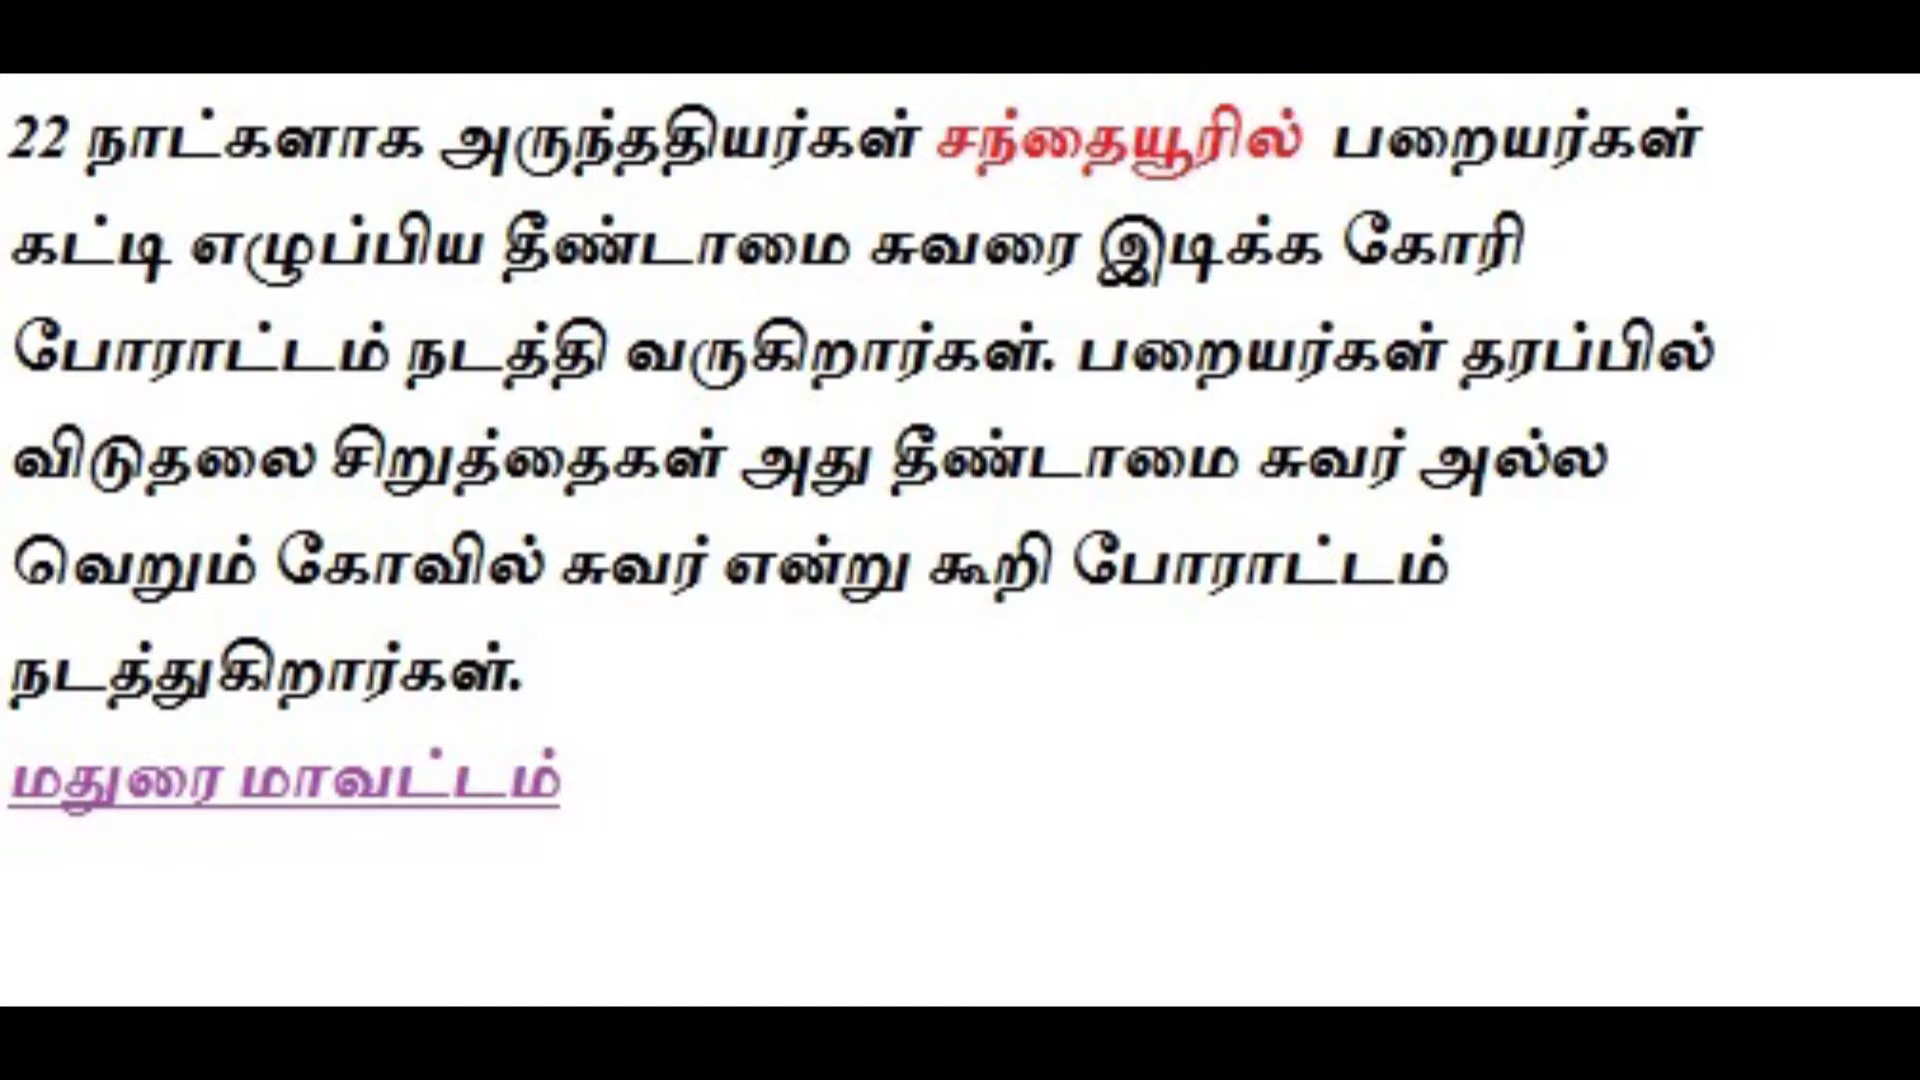 22 நாட்களாக அருந்ததியர்கள் சந்தையூரில் பறையர்கள்
கட்டி எழுப்பிய தீண்டாமை சுவரை இடிக்க கோரி
போராட்டம் நடத்தி வருகிறார்கள். பறையர்கள் தரப்பில்
விடுதலை சிறுத்தைகள் அது தீண்டாமை சுவர் அல்ல
வெறும் கோவில் சுவர் என்று கூறி போராட்டம்
நடத்துகிறார்கள்.
மதுரை மாவட்டம்